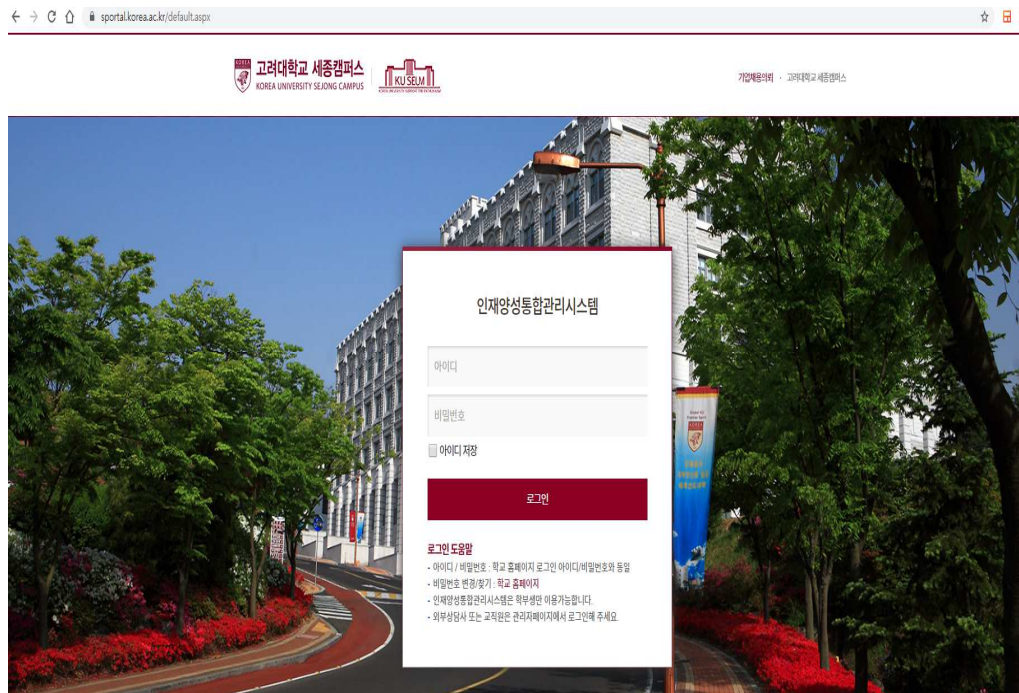 sportal.korea.ac.kr/default.aspx
KOREA
고려대학교 세종캠퍼스
KOREA UNIVERSITY SEJONG CAMPUS
KU SELM
기업채용의뢰 · 고려대학교 세종캠퍼스
인재양성통합관리시스템
아이디
비밀번호
아이디 저장
로그인
로그인 도움말
- 아이디 / 비밀번호 : 학교 홈페이지 로그인 아이디/비밀번호와 동일
- 비밀번호 변경/찾기 : 학교 홈페이지
- 인재양성통합관리시스템은 학부생만 이용가능합니다.
- 외부상담사 또는 교직원은 관리자페이지에서 로그인해 주세요.
KOREA